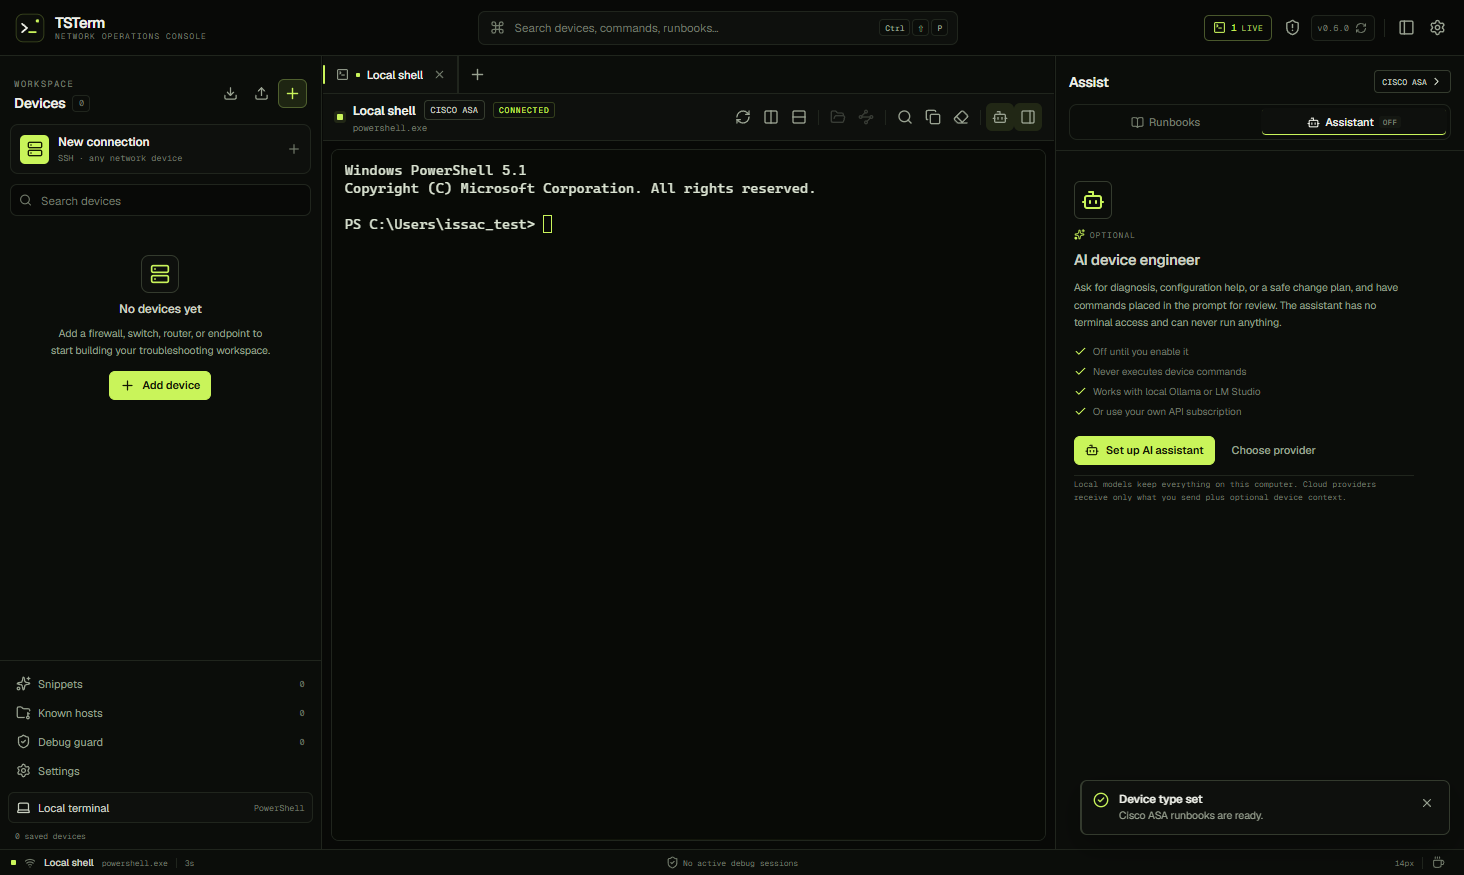 TSTerm
NETWORK OPERATIONS CONSOLE
Search devices, commands, runbooks...
Ctrl ⇧ P
1 LIVE
v0.6.0
WORKSPACE
Devices 0
New connection
SSH · any network device
Search devices
No devices yet
Add a firewall, switch, router, or endpoint to
start building your troubleshooting workspace.
Add device
Snippets 0
Known hosts 0
Debug guard 0
Settings
Local terminal PowerShell
0 saved devices
Local shell
Local shell CISCO ASA CONNECTED
powershell.exe
Windows PowerShell 5.1
Copyright (C) Microsoft Corporation. All rights reserved.
PS C:\Users\issac_test>
Assist CISCO ASA
Runbooks Assistant OFF
OPTIONAL
AI device engineer
Ask for diagnosis, configuration help, or a safe change plan, and have
commands placed in the prompt for review. The assistant has no
terminal access and can never run anything.
Off until you enable it
Never executes device commands
Works with local Ollama or LM Studio
Or use your own API subscription
Set up AI assistant Choose provider
Local models keep everything on this computer. Cloud providers
receive only what you send plus optional device context.
Device type set
Cisco ASA runbooks are ready.
Local shell powershell.exe 3s
No active debug sessions
14px